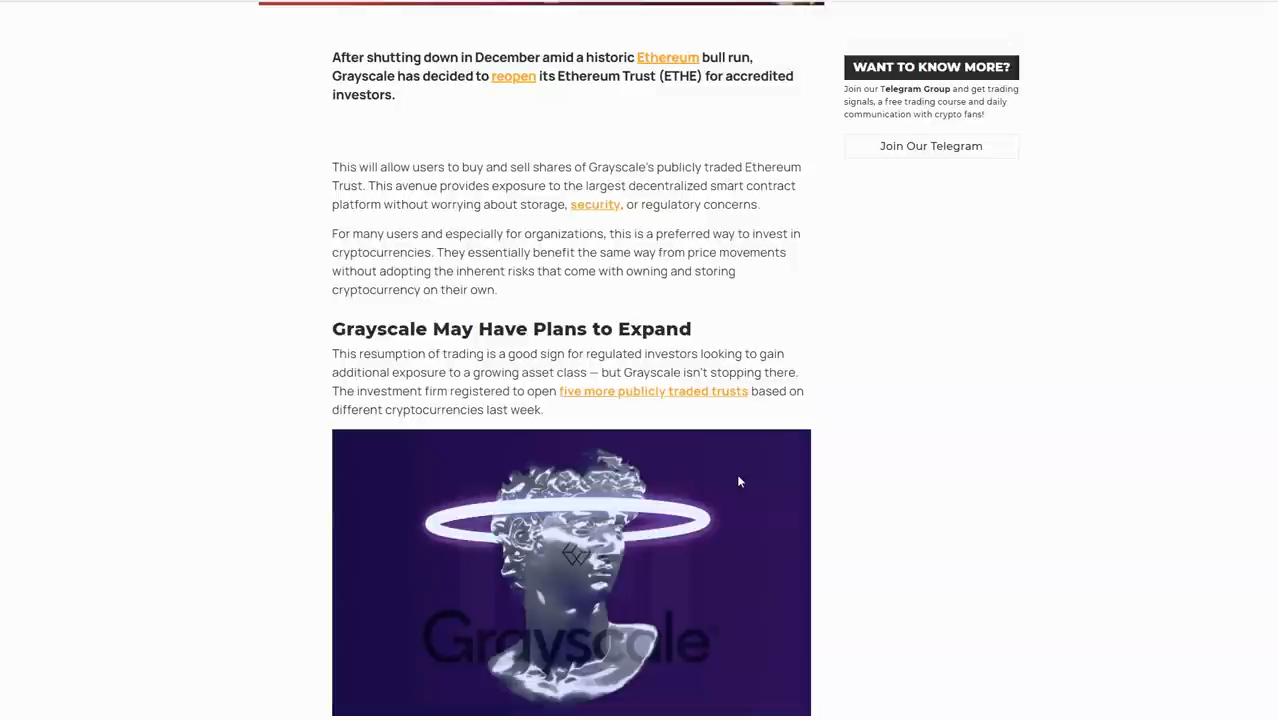 After shutting down in December amid a historic Ethereum bull run,
Grayscale has decided to reopen its Ethereum Trust (ETHE) for accredited
investors.
This will allow users to buy and sell shares of Grayscale's publicly traded Ethereum
Trust. This avenue provides exposure to the largest decentralized smart contract
platform without worrying about storage, security, or regulatory concerns.
For many users and especially for organizations, this is a preferred way to invest in
cryptocurrencies. They essentially benefit the same way from price movements
without adopting the inherent risks that come with owning and storing
cryptocurrency on their own.
Grayscale May Have Plans to Expand
This resumption of trading is a good sign for regulated investors looking to gain
additional exposure to a growing asset class — but Grayscale isn't stopping there.
The investment firm registered to open five more publicly traded trusts based on
different cryptocurrencies last week.
Grayscale
WANT TO KNOW MORE?
Join our Telegram Group and get trading
signals, a free trading course and daily
communication with crypto fans!
Join Our Telegram